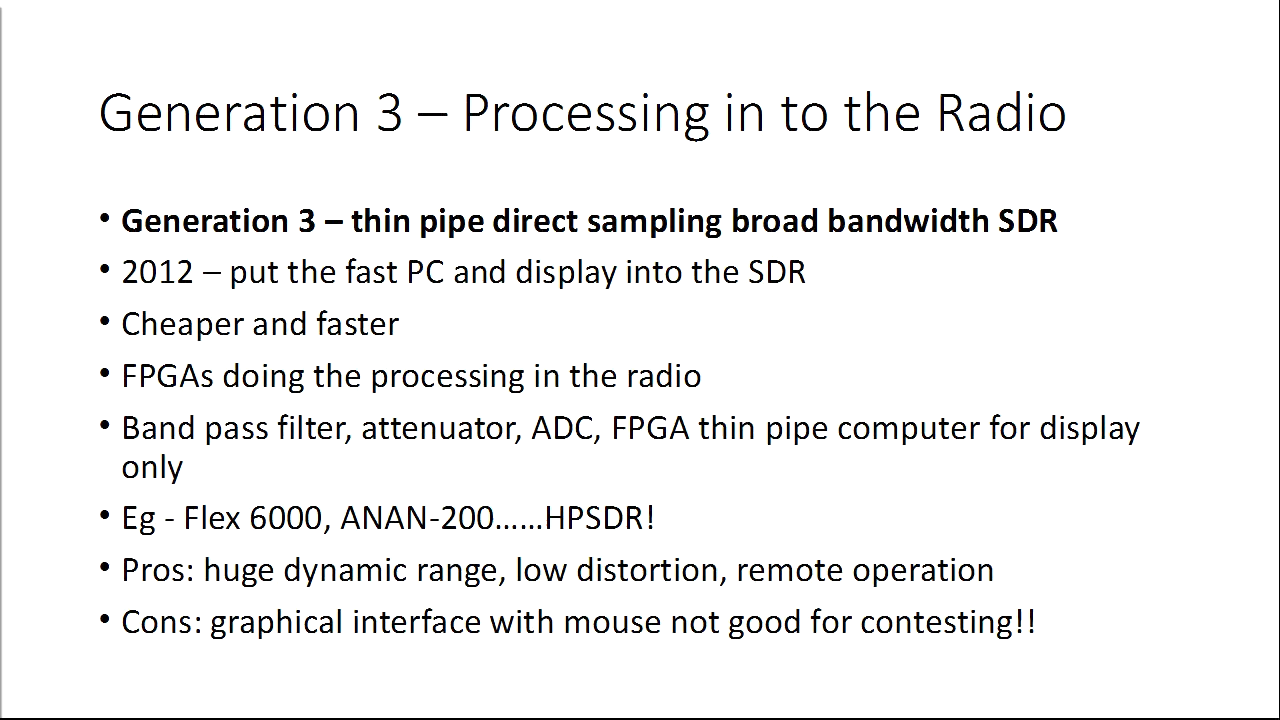 Generation 3 – Processing in to the Radio
• Generation 3 – thin pipe direct sampling broad bandwidth SDR
• 2012 – put the fast PC and display into the SDR
• Cheaper and faster
• FPGAs doing the processing in the radio
• Band pass filter, attenuator, ADC, FPGA thin pipe computer for display
only
• Eg - Flex 6000, ANAN-200......HPSDR!
• Pros: huge dynamic range, low distortion, remote operation
• Cons: graphical interface with mouse not good for contesting!!